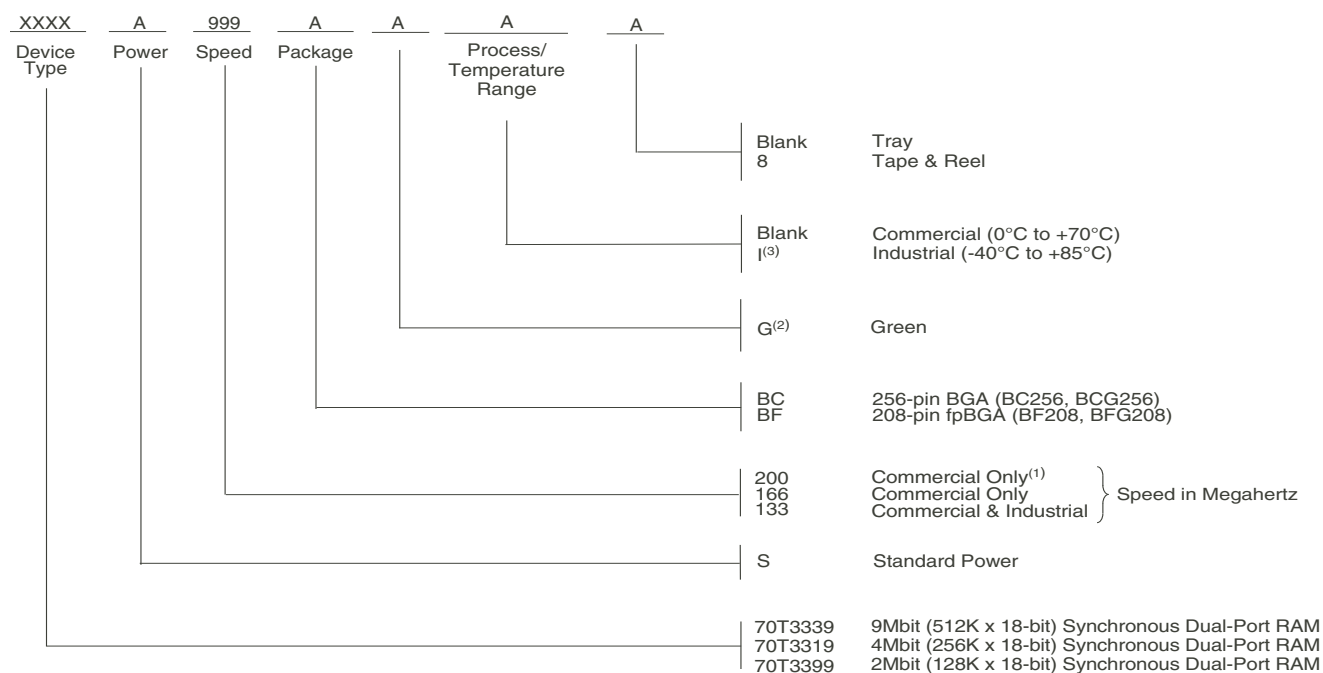 XXXX A 999 A A A A
Device Type Power Speed Package Process/ Temperature Range
Blank Tray
8 Tape & Reel
Blank Commercial (0°C to +70°C)
I(3) Industrial (-40°C to +85°C)
G(2) Green
BC 256-pin BGA (BC256, BCG256)
BF 208-pin fpBGA (BF208, BFG208)
200 Commercial Only(1)
166 Commercial Only Speed in Megahertz
133 Commercial & Industrial
S Standard Power
70T3339 9Mbit (512K x 18-bit) Synchronous Dual-Port RAM
70T3319 4Mbit (256K x 18-bit) Synchronous Dual-Port RAM
70T3399 2Mbit (128K x 18-bit) Synchronous Dual-Port RAM